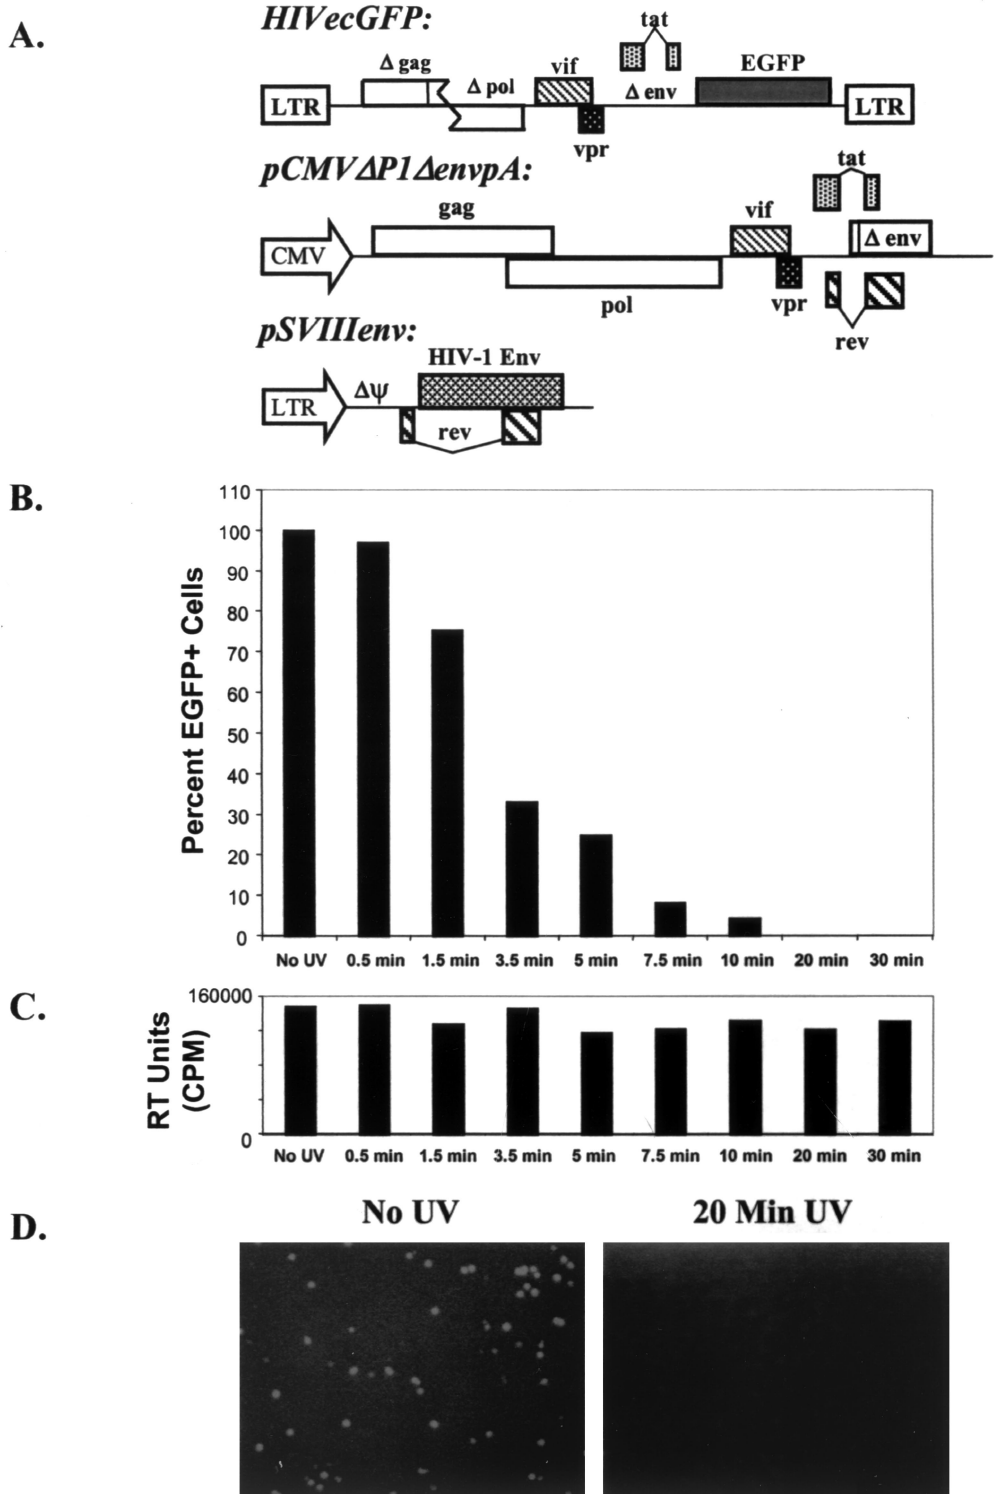 A.
HIVecGFP:
tat
Δ gag
Δ pol
vif
Δ env
EGFP
LTR
LTR
vpr
pCMVΔP1ΔenvpA:
tat
gag
vif
CMV
Δ env
pol
vpr
rev
pSVIIIenv:
HIV-1 Env
LTR
Δψ
rev
B.
Percent EGFP+ Cells
110
100
90
80
70
60
50
40
30
20
10
0
No UV 0.5 min 1.5 min 3.5 min 5 min 7.5 min 10 min 20 min 30 min
C.
RT Units
(CPM)
160000
0
No UV 0.5 min 1.5 min 3.5 min 5 min 7.5 min 10 min 20 min 30 min
D.
No UV
20 Min UV